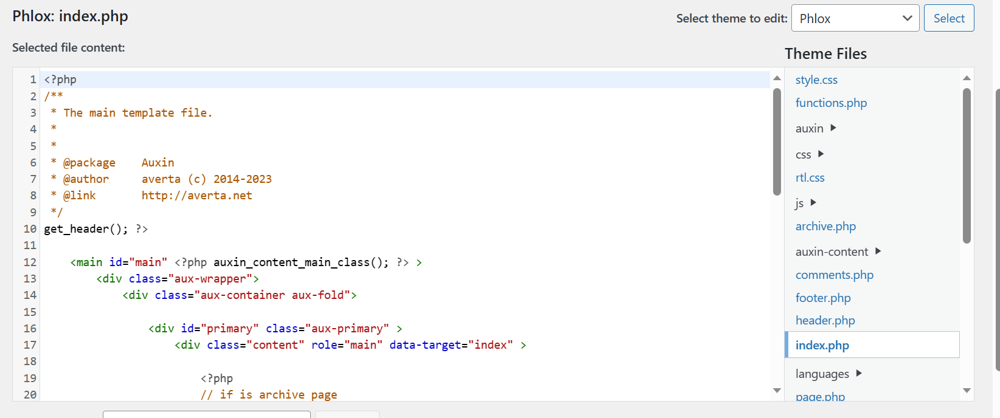 Phlox: index.php
Select theme to edit: Phlox Select
Selected file content:
Theme Files
1 <?php
2 /**
3  * The main template file.
4  *
5  *
6  * @package    Auxin
7  * @author     averta (c) 2014-2023
8  * @link       http://averta.net
9  */
10 get_header(); ?>
11
12     <main id="main" <?php auxin_content_main_class(); ?> >
13         <div class="aux-wrapper">
14             <div class="aux-container aux-fold">
15
16                 <div id="primary" class="aux-primary" >
17                     <div class="content" role="main" data-target="index" >
18
19                         <?php
20                         // if is archive page
style.css
functions.php
auxin
css
rtl.css
js
archive.php
auxin-content
comments.php
footer.php
header.php
index.php
languages
page.php